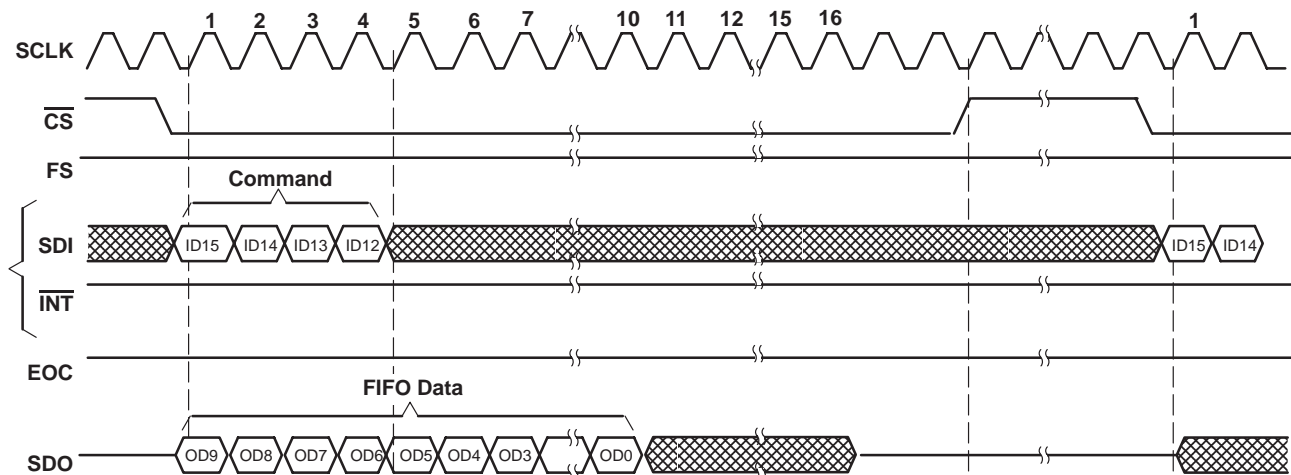 1 2 3 4 5 6 7 10 11 12 15 16 1
SCLK
CS
FS
Command
SDI ID15 ID14 ID13 ID12 ID15 ID14
INT
EOC
FIFO Data
SDO OD9 OD8 OD7 OD6 OD5 OD4 OD3 OD0